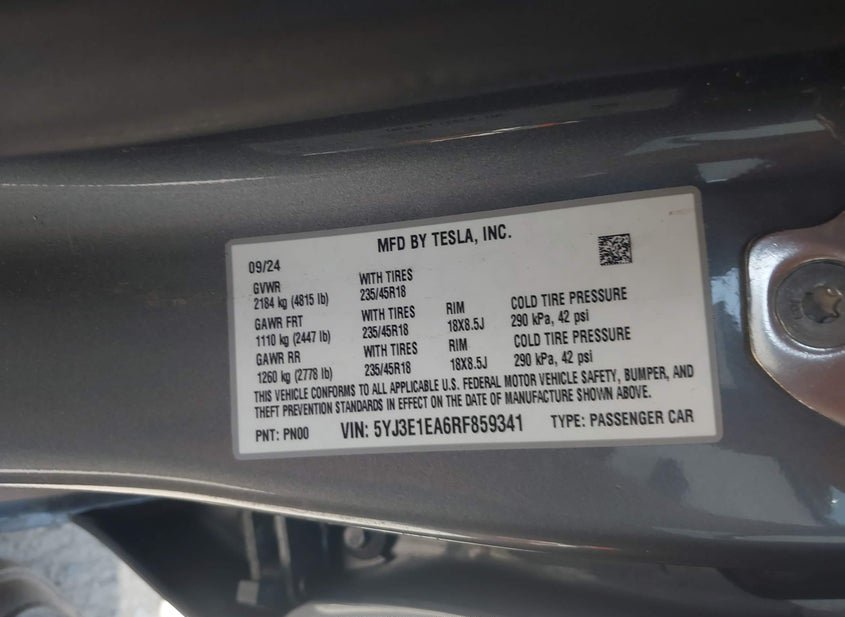 MFD BY TESLA, INC.
09/24
GVWR WITH TIRES
2184 kg (4815 lb) 235/45R18
GAWR FRT WITH TIRES RIM COLD TIRE PRESSURE
1110 kg (2447 lb) 235/45R18 18X8.5J 290 kPa, 42 psi
GAWR RR WITH TIRES RIM COLD TIRE PRESSURE
1260 kg (2778 lb) 235/45R18 18X8.5J 290 kPa, 42 psi
THIS VEHICLE CONFORMS TO ALL APPLICABLE U.S. FEDERAL MOTOR VEHICLE SAFETY, BUMPER, AND
THEFT PREVENTION STANDARDS IN EFFECT ON THE DATE OF MANUFACTURE SHOWN ABOVE.
PNT: PN00 VIN: 5YJ3E1EA6RF859341 TYPE: PASSENGER CAR